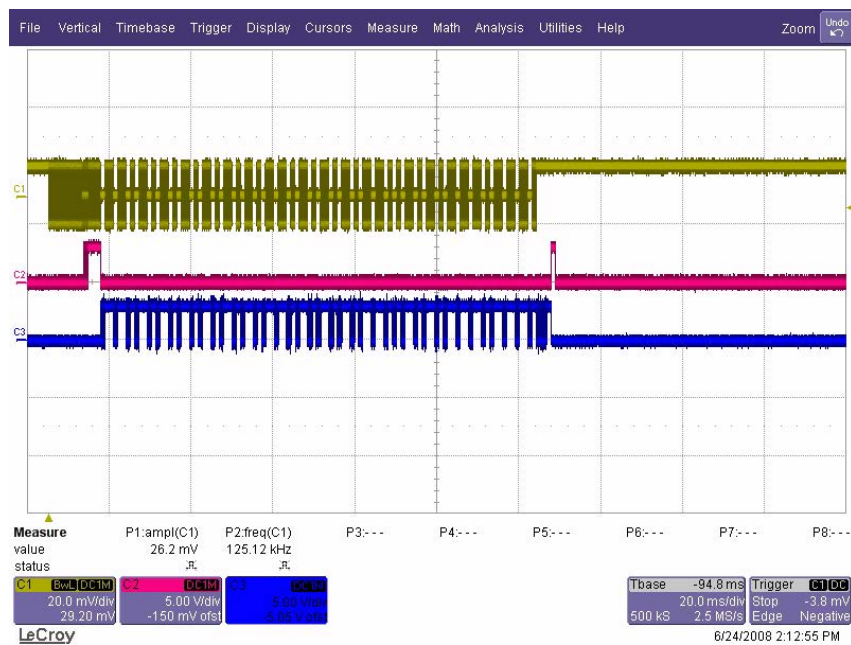 File Vertical Timebase Trigger Display Cursors Measure Math Analysis Utilities Help Zoom Undo
C1
C2
C3
Measure P1:ampl(C1) P2:freq(C1) P3:--- P4:--- P5:--- P6:--- P7:--- P8:---
value 26.2 mV 125.12 kHz
status
C1 BwL DC1M C2 DC1M C3 DC1M Tbase -94.8 ms Trigger C1 DC
20.0 mV/div 5.00 V/div 5.00 V/div 20.0 ms/div Stop -3.8 mV
29.20 mV -150 mV ofst 500 kS 2.5 MS/s Edge Negative
LeCroy 6/24/2008 2:12:55 PM